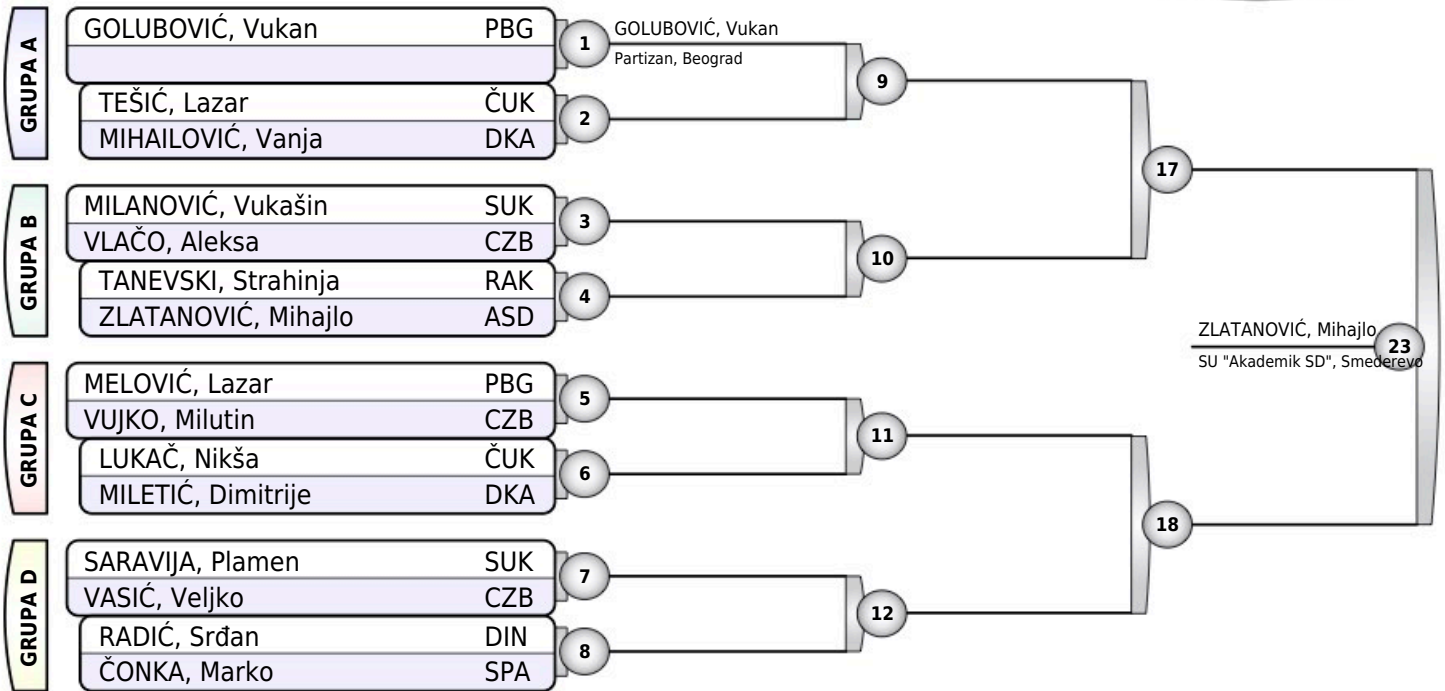 GRUPA A
GOLUBOVIĆ, Vukan PBG
1
GOLUBOVIĆ, Vukan
Partizan, Beograd
TEŠIĆ, Lazar ČUK
MIHAILOVIĆ, Vanja DKA
2
9
GRUPA B
MILANOVIĆ, Vukašin SUK
VLAČO, Aleksa CZB
3
TANEVSKI, Strahinja RAK
ZLATANOVIĆ, Mihajlo ASD
4
10
17
GRUPA C
MELOVIĆ, Lazar PBG
VUJKO, Milutin CZB
5
LUKAČ, Nikša ČUK
MILETIĆ, Dimitrije DKA
6
11
GRUPA D
SARAVIJA, Plamen SUK
VASIĆ, Veljko CZB
7
RADIĆ, Srđan DIN
ČONKA, Marko SPA
8
12
18
ZLATANOVIĆ, Mihajlo
SU "Akademik SD", Smederevo
23